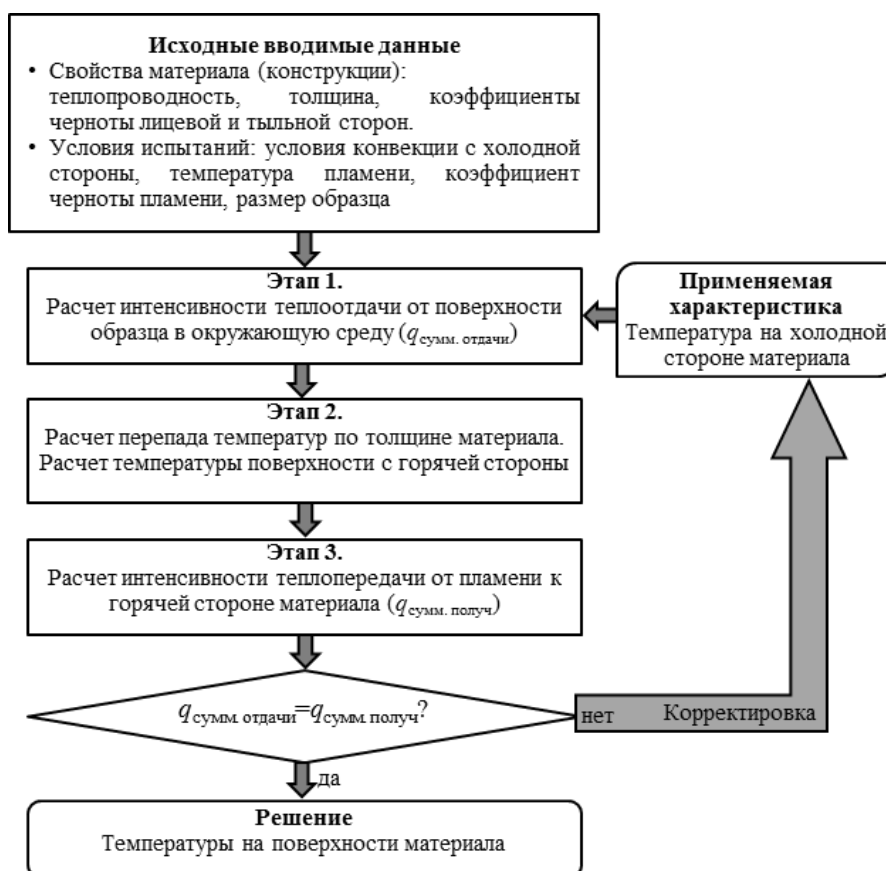 Исходные вводимые данные
• Свойства материала (конструкции):
теплопроводность, толщина, коэффициенты
черноты лицевой и тыльной сторон.
• Условия испытаний: условия конвекции с холодной
стороны, температура пламени, коэффициент
черноты пламени, размер образца
Этап 1.
Расчет интенсивности теплоотдачи от поверхности
образца в окружающую среду (qсумм. отдачи)
Применяемая
характеристика
Температура на холодной
стороне материала
Этап 2.
Расчет перепада температур по толщине материала.
Расчет температуры поверхности с горячей стороны
Этап 3.
Расчет интенсивности теплопередачи от пламени к
горячей стороне материала (qсумм. получ)
qсумм. отдачи=qсумм. получ?
нет
Корректировка
да
Решение
Температуры на поверхности материала